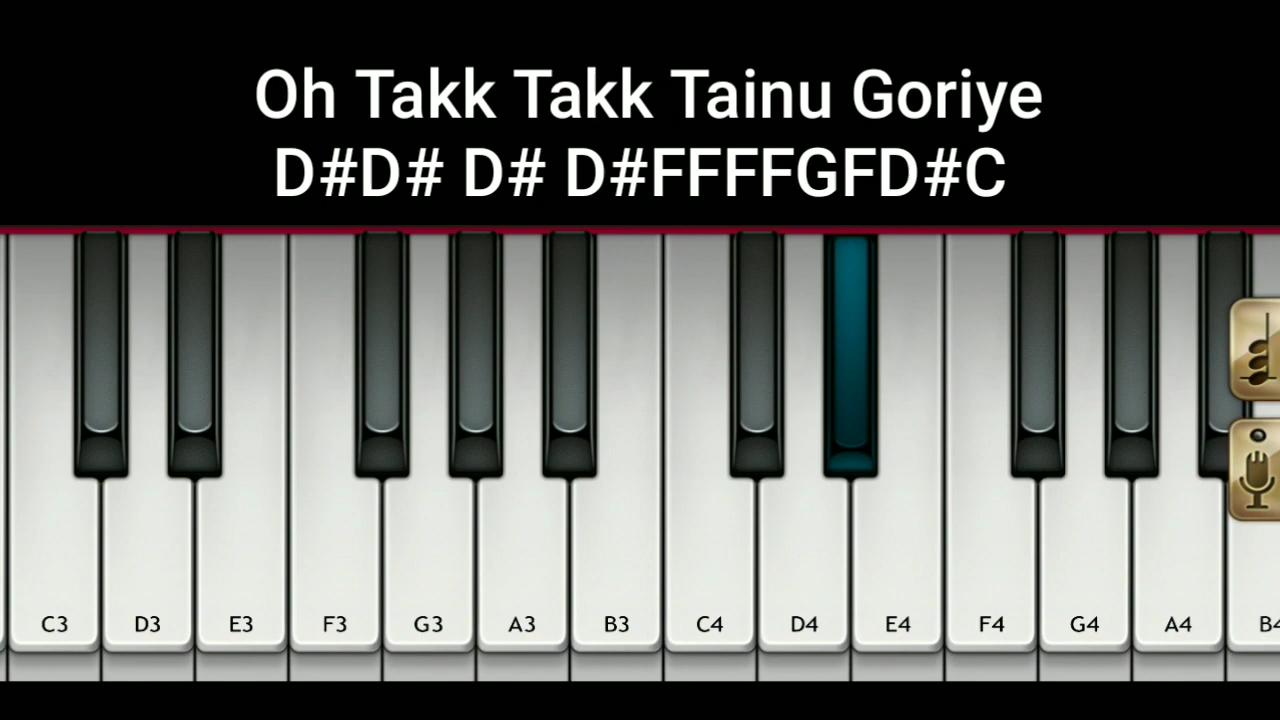 Oh Takk Takk Tainu Goriye
D#D# D# D#FFFFGFD#C
C3 D3 E3 F3 G3 A3 B3 C4 D4 E4 F4 G4 A4 B4